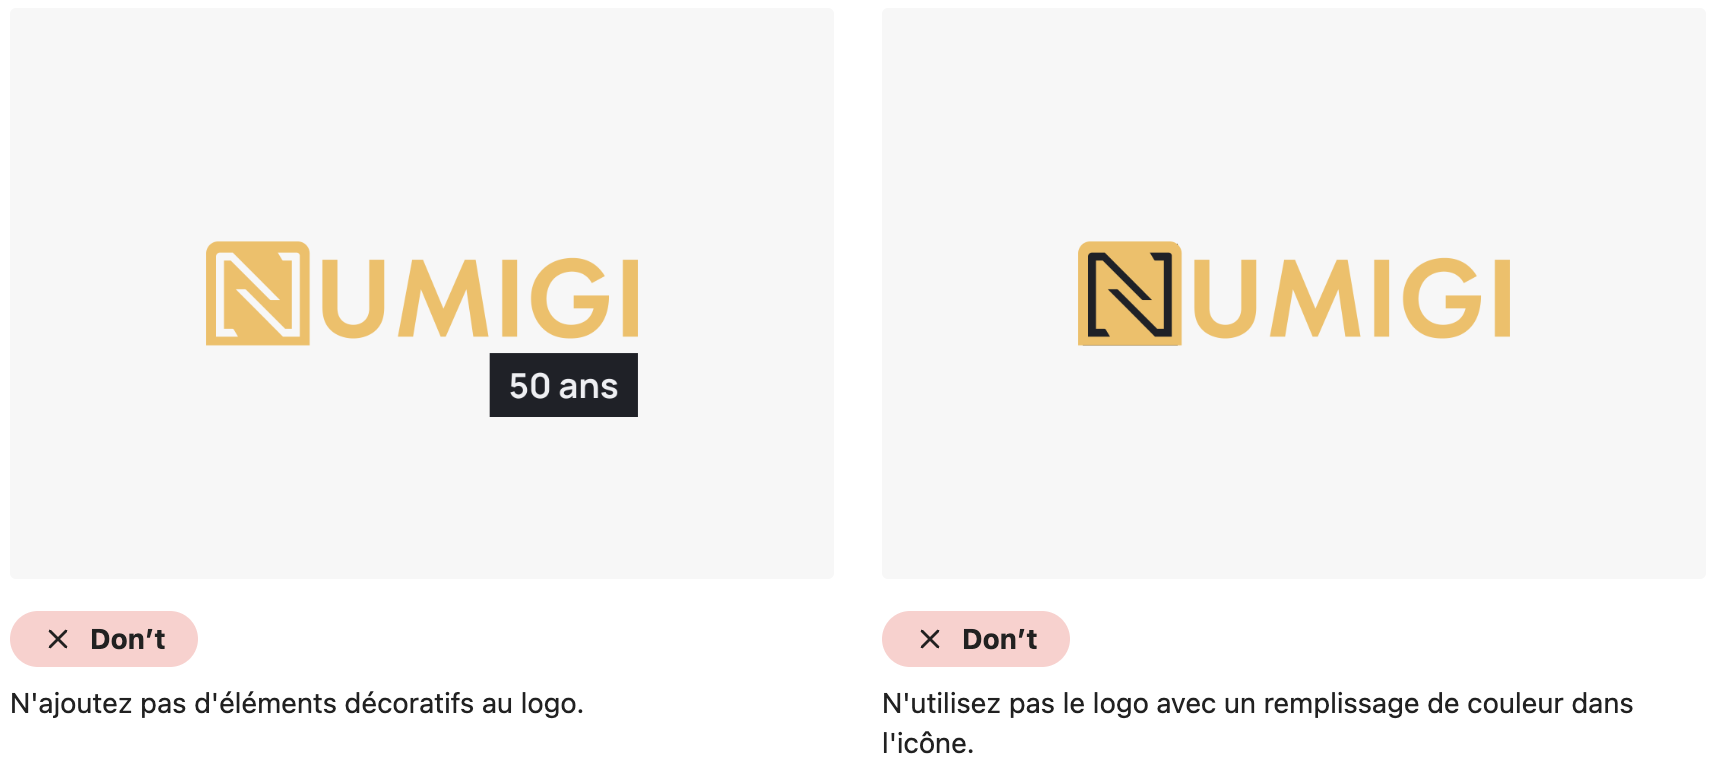 NUMIGI
50 ans
Don’t
N'ajoutez pas d'éléments décoratifs au logo.
NUMIGI
Don’t
N'utilisez pas le logo avec un remplissage de couleur dans
l'icône.